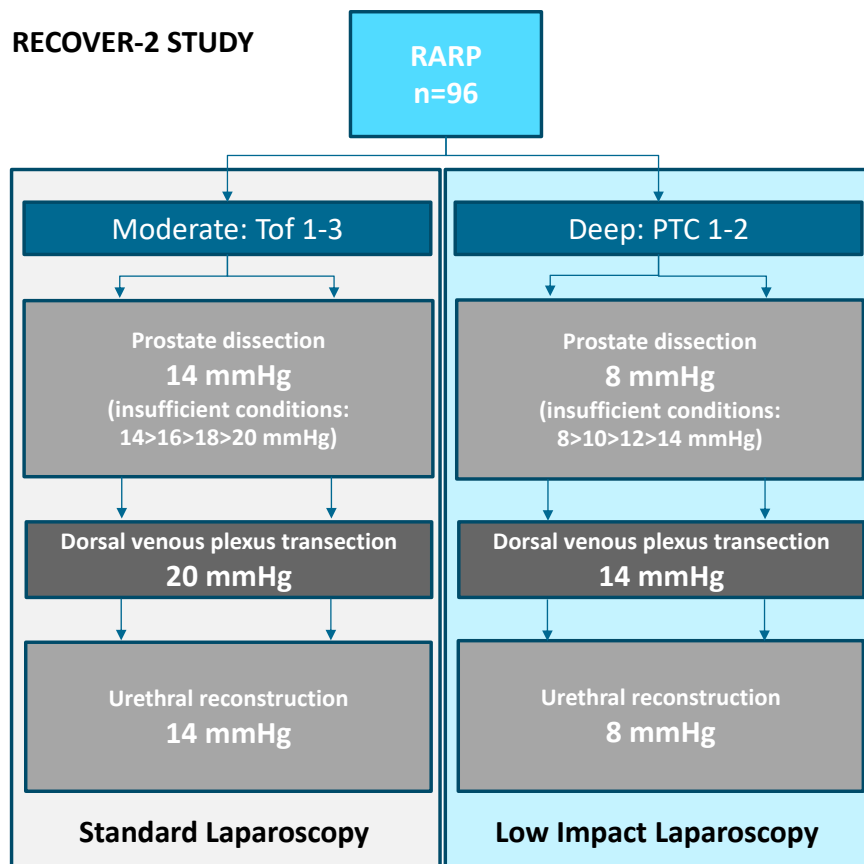 RECOVER-2 STUDY
RARP
n=96
Moderate: Tof 1-3
Prostate dissection
14 mmHg
(insufficient conditions:
14>16>18>20 mmHg)
Dorsal venous plexus transection
20 mmHg
Urethral reconstruction
14 mmHg
Standard Laparoscopy
Deep: PTC 1-2
Prostate dissection
8 mmHg
(insufficient conditions:
8>10>12>14 mmHg)
Dorsal venous plexus transection
14 mmHg
Urethral reconstruction
8 mmHg
Low Impact Laparoscopy